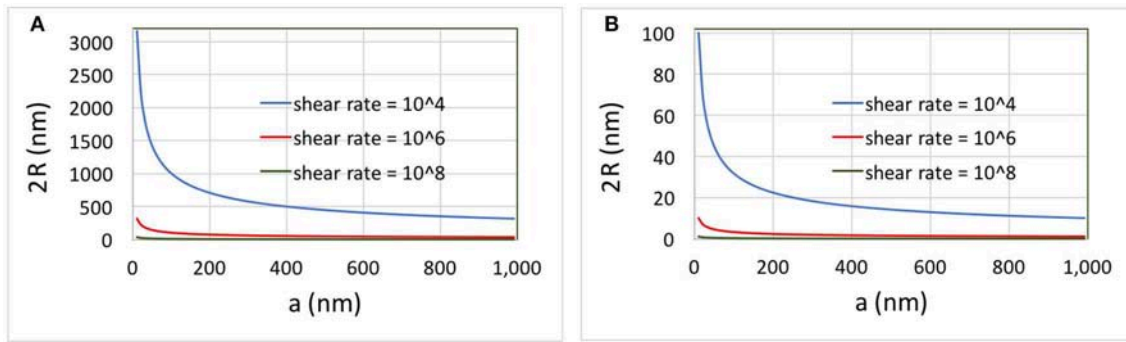 A
3000
2500
2000
1500
1000
500
0
2R (nm)
shear rate = 10^4
shear rate = 10^6
shear rate = 10^8
0 200 400 600 800 1,000
a (nm)
B
100
80
60
40
20
0
2R (nm)
shear rate = 10^4
shear rate = 10^6
shear rate = 10^8
0 200 400 600 800 1,000
a (nm)